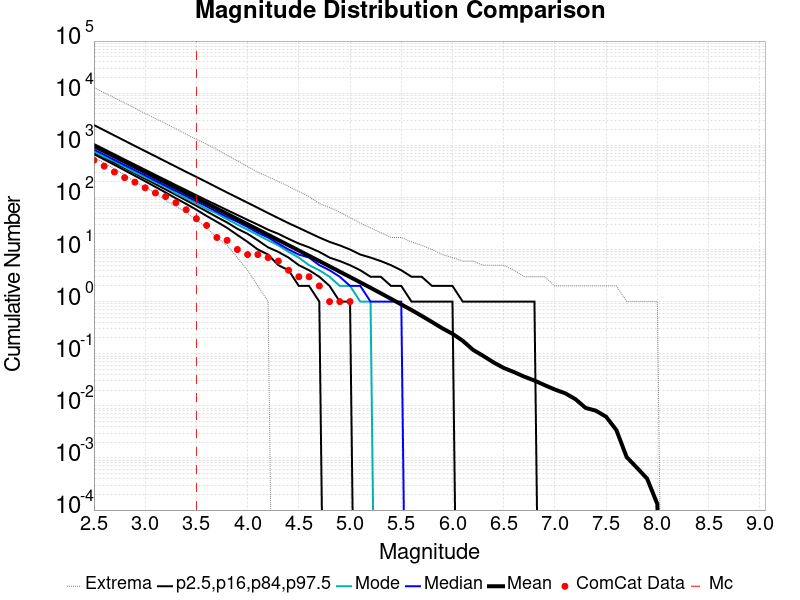 Magnitude Distribution Comparison
10 5
10 4
10 3
10 2
10 1
10 0
10 -1
10 -2
10 -3
10 -4
Cumulative Number
2.5 3.0 3.5 4.0 4.5 5.0 5.5 6.0 6.5 7.0 7.5 8.0 8.5 9.0
Magnitude
Extrema p2.5,p16,p84,p97.5 Mode Median Mean ComCat Data Mc